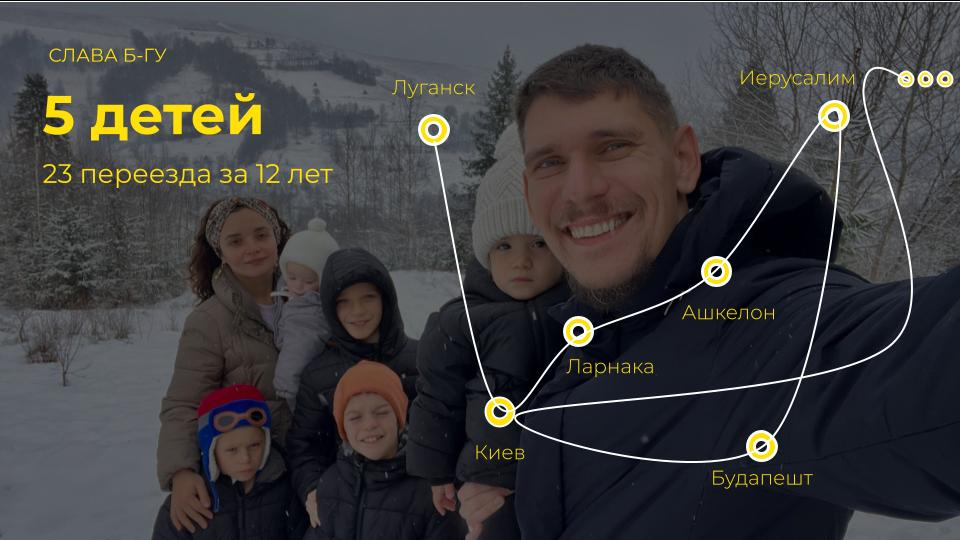 СЛАВА Б-ГУ
5 детей
23 переезда за 12 лет
Луганск
Иерусалим
Ашкелон
Ларнака
Киев
Будапешт